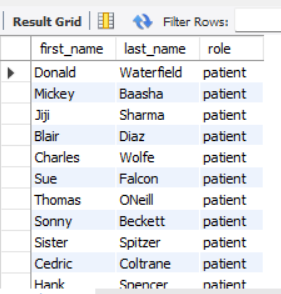 Result Grid Filter Rows:
first_name last_name role
Donald Waterfield patient
Mickey Baasha patient
Jiji Sharma patient
Blair Diaz patient
Charles Wolfe patient
Sue Falcon patient
Thomas ONeill patient
Sonny Beckett patient
Sister Spitzer patient
Cedric Coltrane patient
Hank Spencer patient